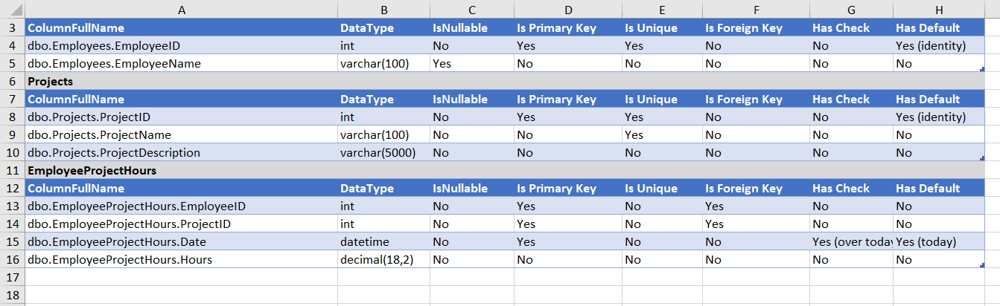 A B C D E F G H
3 ColumnFullName DataType IsNullable Is Primary Key Is Unique Is Foreign Key Has Check Has Default
4 dbo.Employees.EmployeeID int No Yes Yes No No Yes (identity)
5 dbo.Employees.EmployeeName varchar(100) Yes No No No No No
6 Projects
7 ColumnFullName DataType IsNullable Is Primary Key Is Unique Is Foreign Key Has Check Has Default
8 dbo.Projects.ProjectID int No Yes Yes No No Yes (identity)
9 dbo.Projects.ProjectName varchar(100) No No Yes No No No
10 dbo.Projects.ProjectDescription varchar(5000) No No No No No No
11 EmployeeProjectHours
12 ColumnFullName DataType IsNullable Is Primary Key Is Unique Is Foreign Key Has Check Has Default
13 dbo.EmployeeProjectHours.EmployeeID int No Yes No Yes No No
14 dbo.EmployeeProjectHours.ProjectID int No Yes No Yes No No
15 dbo.EmployeeProjectHours.Date datetime No Yes No No Yes (over today Yes (today)
16 dbo.EmployeeProjectHours.Hours decimal(18,2) No No No No No No
17
18